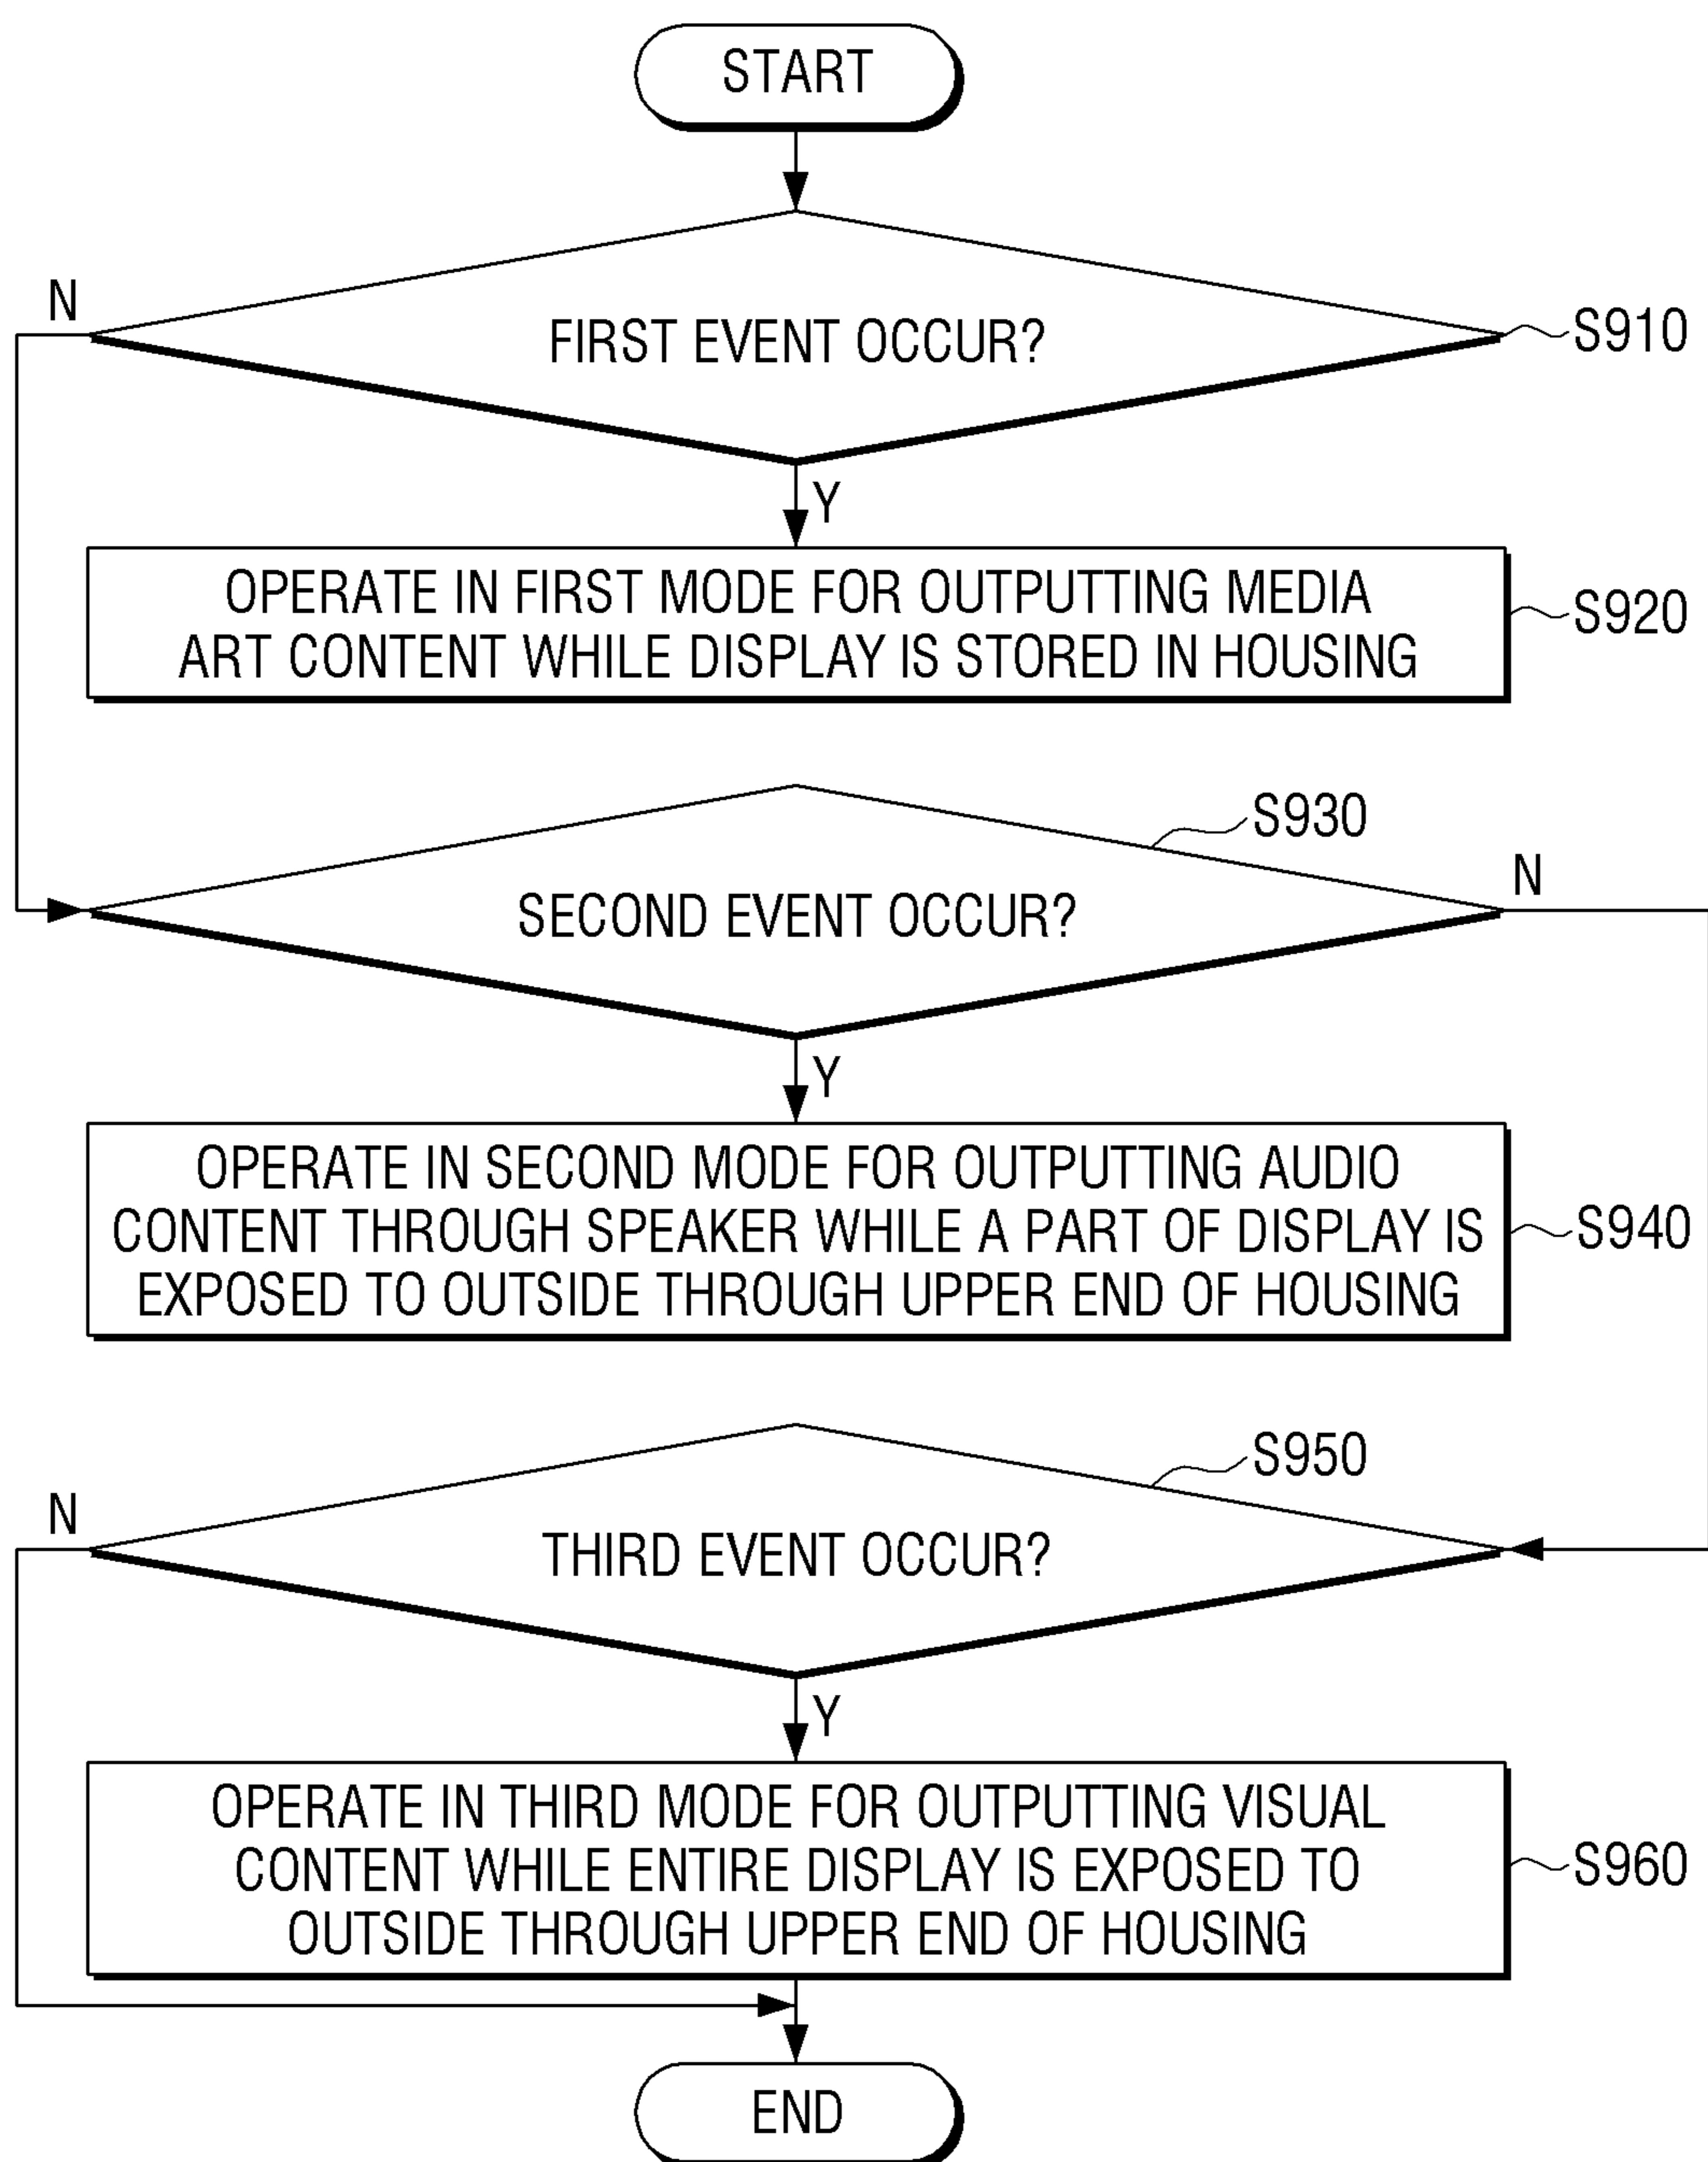 START
N
FIRST EVENT OCCUR?
S910
Y
OPERATE IN FIRST MODE FOR OUTPUTTING MEDIA
ART CONTENT WHILE DISPLAY IS STORED IN HOUSING
S920
S930
N
SECOND EVENT OCCUR?
Y
OPERATE IN SECOND MODE FOR OUTPUTTING AUDIO
CONTENT THROUGH SPEAKER WHILE A PART OF DISPLAY IS
EXPOSED TO OUTSIDE THROUGH UPPER END OF HOUSING
S940
S950
N
THIRD EVENT OCCUR?
Y
OPERATE IN THIRD MODE FOR OUTPUTTING VISUAL
CONTENT WHILE ENTIRE DISPLAY IS EXPOSED TO
OUTSIDE THROUGH UPPER END OF HOUSING
S960
END